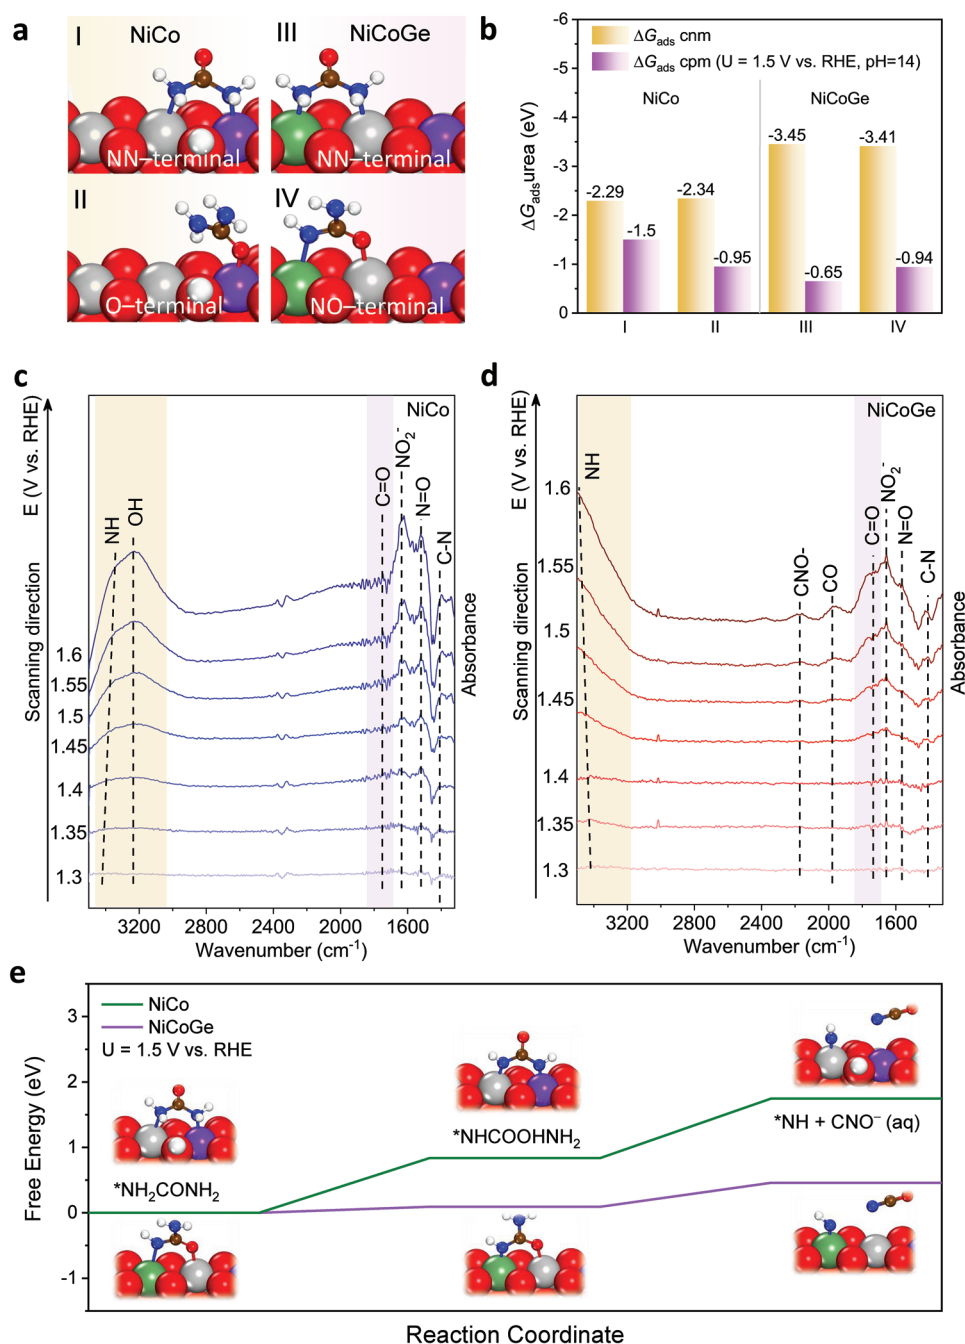 a
I NiCo
III NiCoGe
NN–terminal
NN–terminal
II
IV
O–terminal
NO–terminal
b
ΔGads urea (eV)
-6
-5
-4
-3
-2
-1
0
ΔGads cnm
ΔGads cpm (U = 1.5 V vs. RHE, pH=14)
NiCo
NiCoGe
-2.29
-1.5
-2.34
-0.95
-3.45
-0.65
-3.41
-0.94
I
II
III
IV
c
E (V vs. RHE)
Scanning direction
NiCo
NH
OH
C=O
NO2-
N=O
C-N
1.6
1.55
1.5
1.45
1.4
1.35
1.3
Absorbance
3200 2800 2400 2000 1600
Wavenumber (cm-1)
d
E (V vs. RHE)
Scanning direction
NiCoGe
NH
CNO-
CO
C=O
NO2-
N=O
C-N
1.6
1.55
1.5
1.45
1.4
1.35
1.3
Absorbance
3200 2800 2400 2000 1600
Wavenumber (cm-1)
e
Free Energy (eV)
3
2
1
0
-1
NiCo
NiCoGe
U = 1.5 V vs. RHE
*NH2CONH2
*NHCOOHNH2
*NH + CNO– (aq)
Reaction Coordinate